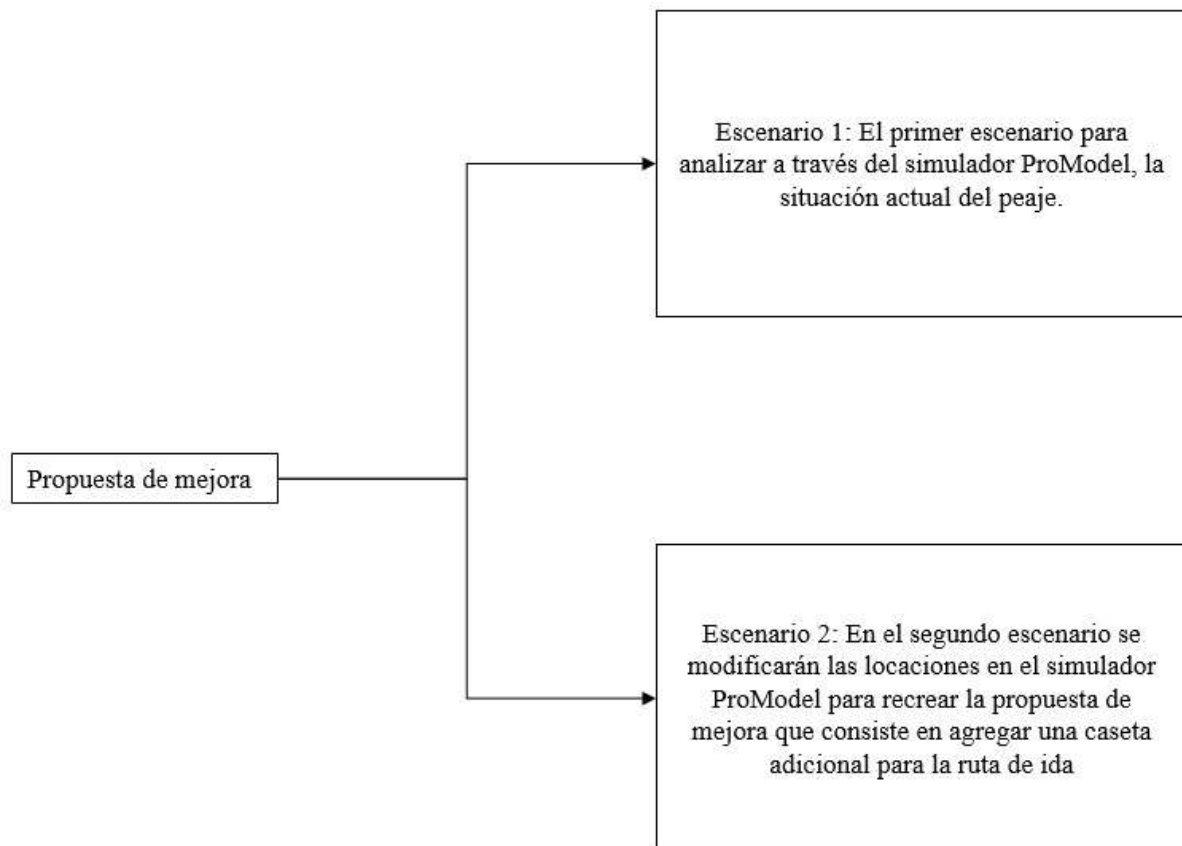 Escenario 1: El primer escenario para
analizar a través del simulador ProModel, la
situación actual del peaje.
Propuesta de mejora
Escenario 2: En el segundo escenario se
modificarán las locaciones en el simulador
ProModel para recrear la propuesta de
mejora que consiste en agregar una caseta
adicional para la ruta de ida